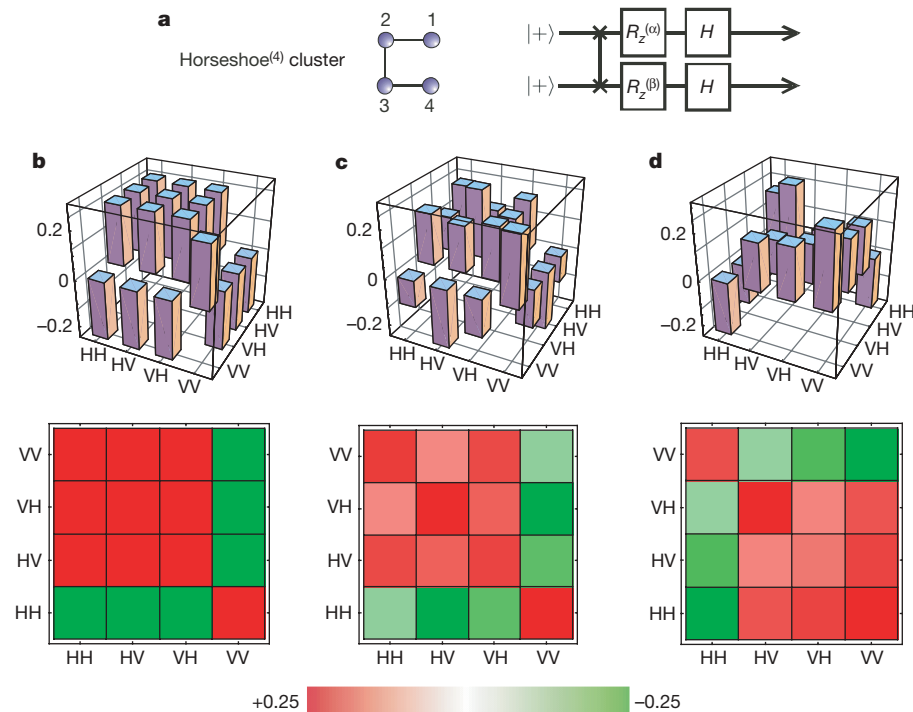 a
2 1
Horseshoe(4) cluster
3 4
|+⟩ Rz(α) H
|+⟩ Rz(β) H
b c d
0.2
0
−0.2
HH
HV
VH
VV
VV
VH
HV
HH
0.2
0
−0.2
HH
HV
VH
VV
VV
VH
HV
HH
0.2
0
−0.2
HH
HV
VH
VV
VV
VH
HV
HH
VV
VH
HV
HH
HH HV VH VV
VV
VH
HV
HH
HH HV VH VV
VV
VH
HV
HH
HH HV VH VV
+0.25 −0.25